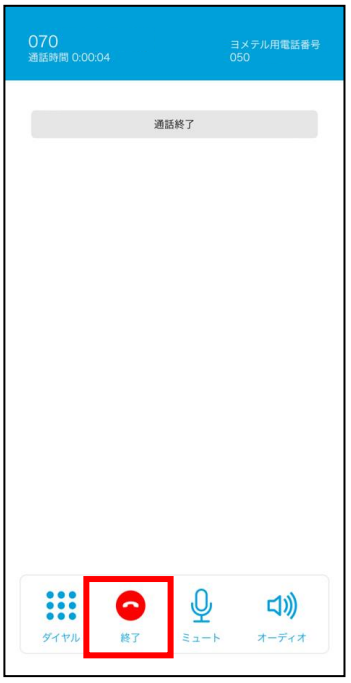 070
通話時間 0:00:04
ヨメテル用電話番号
050
通話終了
ダイヤル
終了
ミュート
オーディオ